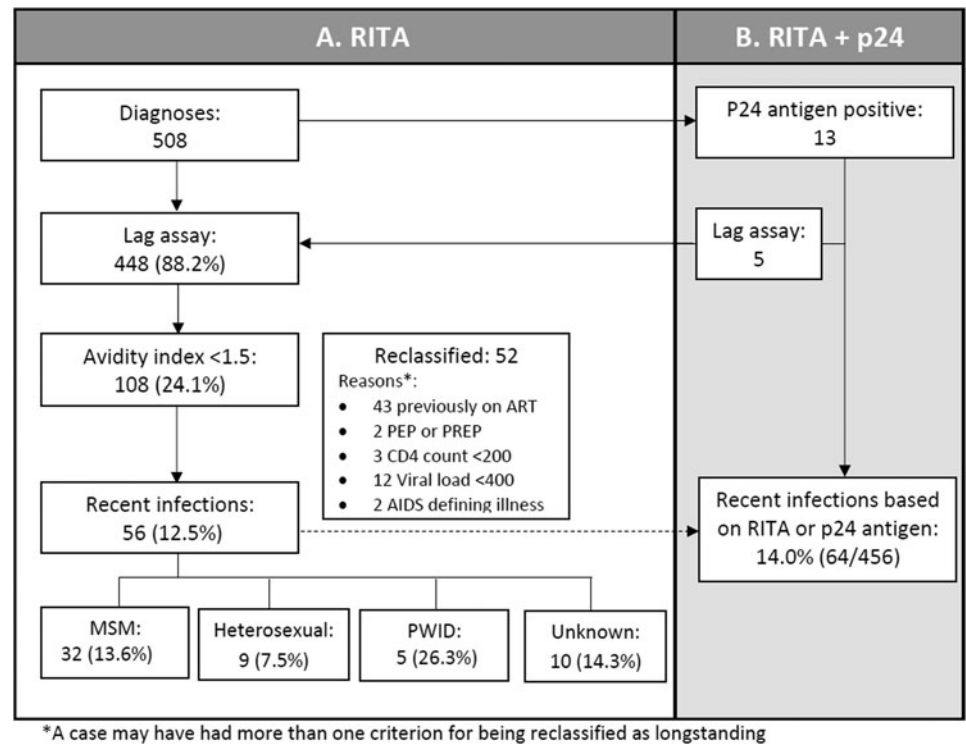 A. RITA
B. RITA + p24
Diagnoses:
508
P24 antigen positive:
13
Lag assay:
448 (88.2%)
Lag assay:
5
Avidity index <1.5:
108 (24.1%)
Reclassified: 52
Reasons*:
• 43 previously on ART
• 2 PEP or PREP
• 3 CD4 count <200
• 12 Viral load <400
• 2 AIDS defining illness
Recent infections:
56 (12.5%)
Recent infections based
on RITA or p24 antigen:
14.0% (64/456)
MSM:
32 (13.6%)
Heterosexual:
9 (7.5%)
PWID:
5 (26.3%)
Unknown:
10 (14.3%)
*A case may have had more than one criterion for being reclassified as longstanding